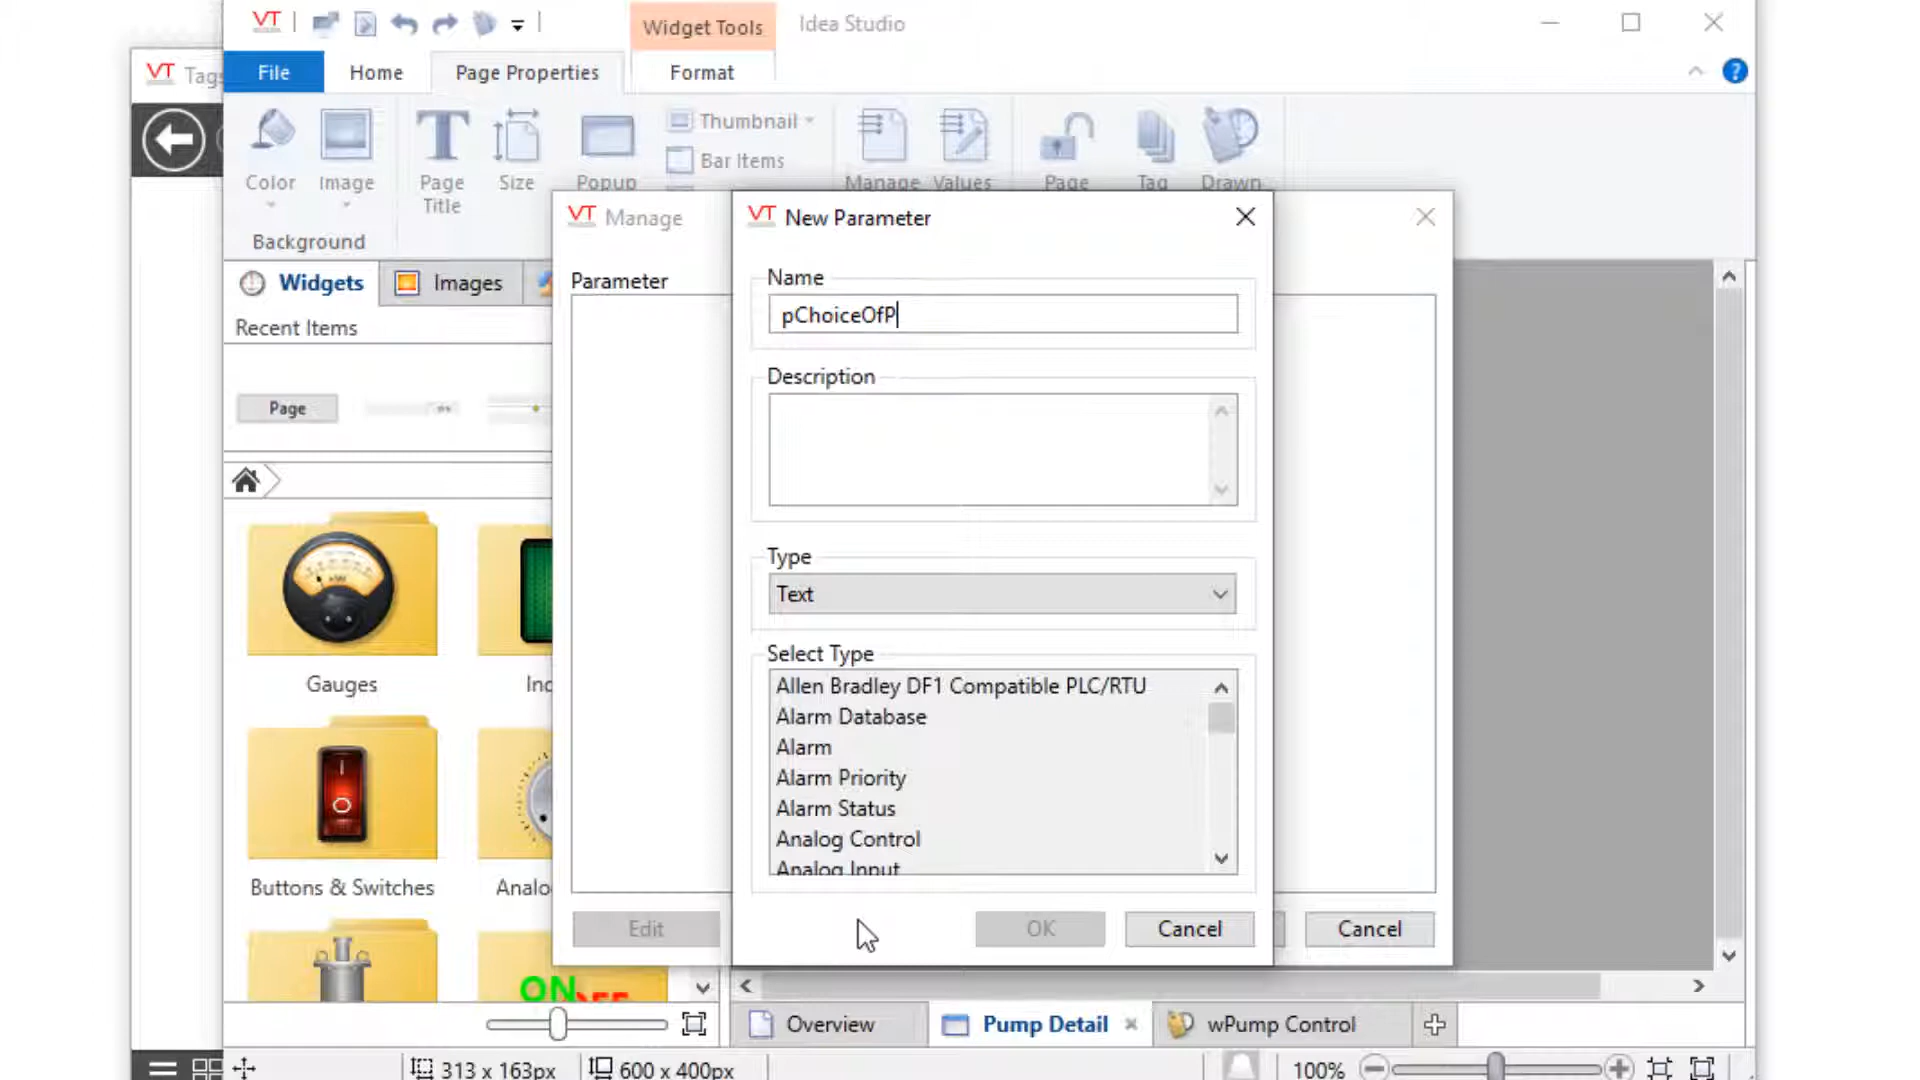 VT
Widget Tools
Idea Studio
VT Tags
File
Home
Page Properties
Format
?
Color
Image
Page
Title
Size
Popup
Thumbnail
Bar Items
Manage
Values
Page
Tag
Drawn
Background
VT Manage
VT New Parameter
Widgets
Images
Recent Items
Page
Parameter
Name
pChoiceOfP
Description
Type
Text
Select Type
Allen Bradley DF1 Compatible PLC/RTU
Alarm Database
Alarm
Alarm Priority
Alarm Status
Analog Control
Analog Input
Gauges
Ind
Buttons & Switches
Analo
ON
Edit
OK
Cancel
Cancel
Overview
Pump Detail
wPump Control
313 x 163px
600 x 400px
100%